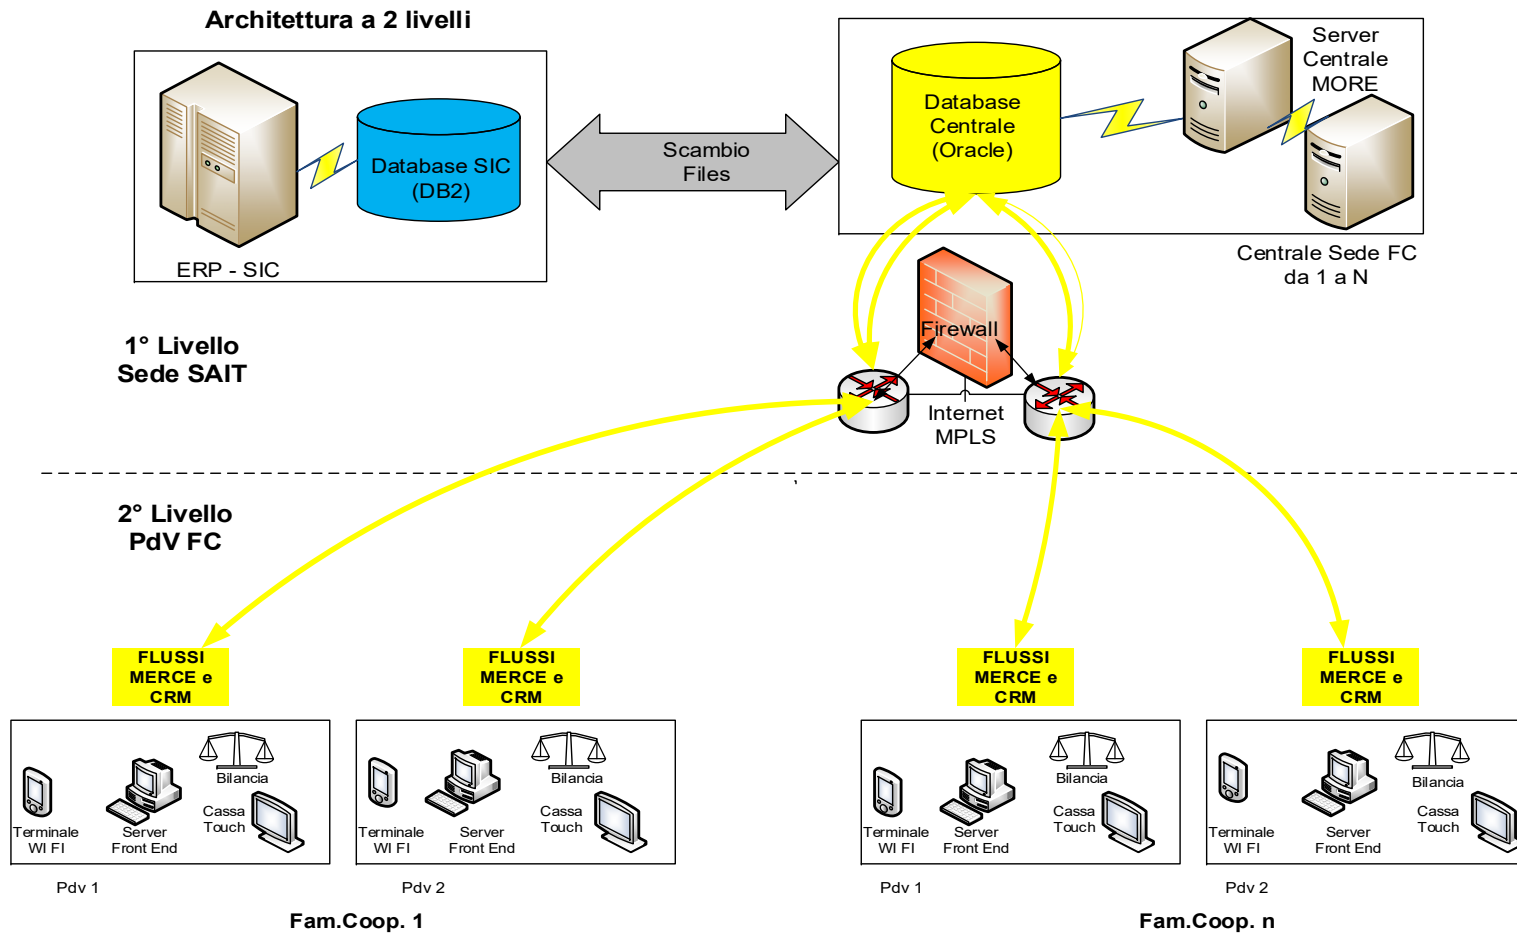 Architettura a 2 livelli
Server
Centrale
MORE
Database
Centrale
(Oracle)
Scambio
Files
Database SIC
(DB2)
ERP - SIC
Centrale Sede FC
da 1 a N
Firewall
1° Livello
Sede SAIT
Internet
MPLS
2° Livello
PdV FC
FLUSSI
MERCE e
CRM
FLUSSI
MERCE e
CRM
FLUSSI
MERCE e
CRM
FLUSSI
MERCE e
CRM
Bilancia
Cassa
Touch
Terminale
WI FI
Server
Front End
Bilancia
Cassa
Touch
Terminale
WI FI
Server
Front End
Bilancia
Cassa
Touch
Terminale
WI FI
Server
Front End
Bilancia
Cassa
Touch
Terminale
WI FI
Server
Front End
Pdv 1
Pdv 2
Pdv 1
Pdv 2
Fam.Coop. 1
Fam.Coop. n